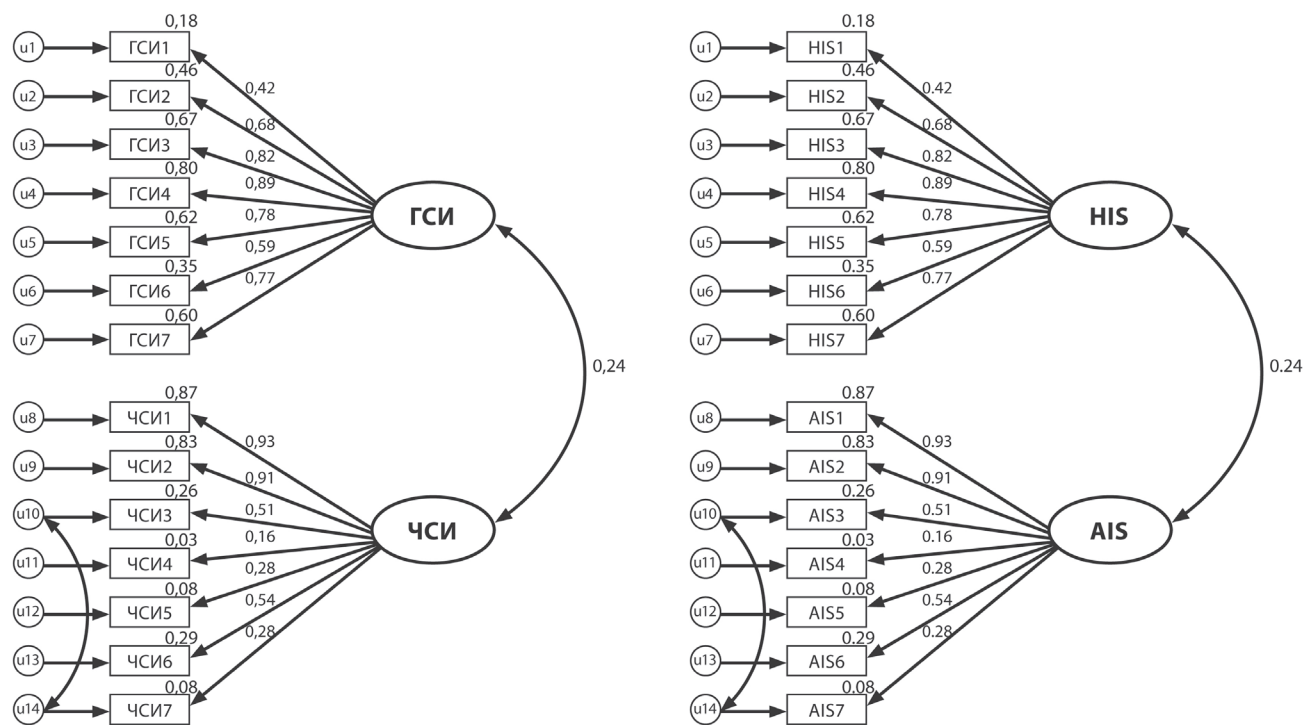 0,18
u1 ГСИ1
0,46
0,42
u2 ГСИ2
0,67
0,68
u3 ГСИ3
0,82
0,80
u4 ГСИ4
0,89
ГСИ
0,62
0,78
u5 ГСИ5
0,59
0,35
u6 ГСИ6
0,77
0,60
u7 ГСИ7
0,24
0,87
u8 ЧСИ1
0,83
0,93
u9 ЧСИ2
0,91
0,26
u10 ЧСИ3
0,51
ЧСИ
0,03
0,16
u11 ЧСИ4
0,28
0,08
u12 ЧСИ5
0,54
0,29
0,28
u13 ЧСИ6
0,08
u14 ЧСИ7
0.18
u1 HIS1
0.46
0.42
u2 HIS2
0.67
0.68
u3 HIS3
0.82
0.80
u4 HIS4
0.89
HIS
0.62
0.78
u5 HIS5
0.59
0.35
u6 HIS6
0.77
0.60
u7 HIS7
0.24
0.87
u8 AIS1
0.83
0.93
u9 AIS2
0.91
0.26
u10 AIS3
0.51
AIS
0.03
0.16
u11 AIS4
0.28
0.08
u12 AIS5
0.54
0.29
0.28
u13 AIS6
0.08
u14 AIS7